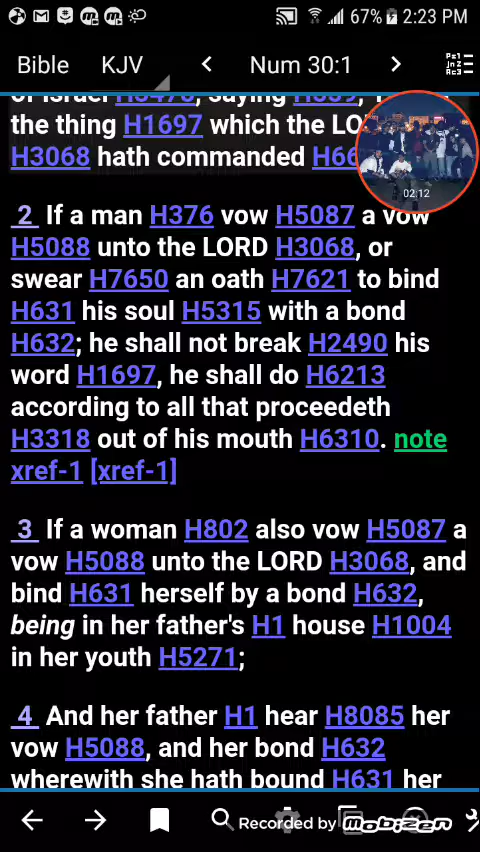 67% 2:23 PM
Bible KJV < Num 30:1 >
of Israel H3478, saying H559,
the thing H1697 which the
H3068 hath commanded
02:12
2 If a man H376 vow H5087 a vow
H5088 unto the LORD H3068, or
swear H7650 an oath H7621 to bind
H631 his soul H5315 with a bond
H632; he shall not break H2490 his
word H1697, he shall do H6213
according to all that proceedeth
H3318 out of his mouth H6310. note
xref-1 [xref-1]
3 If a woman H802 also vow H5087 a
vow H5088 unto the LORD H3068, and
bind H631 herself by a bond H632,
being in her father's H1 house H1004
in her youth H5271;
4 And her father H1 hear H8085 her
vow H5088, and her bond H632
wherewith she hath bound H631 her
Recorded by mobizen